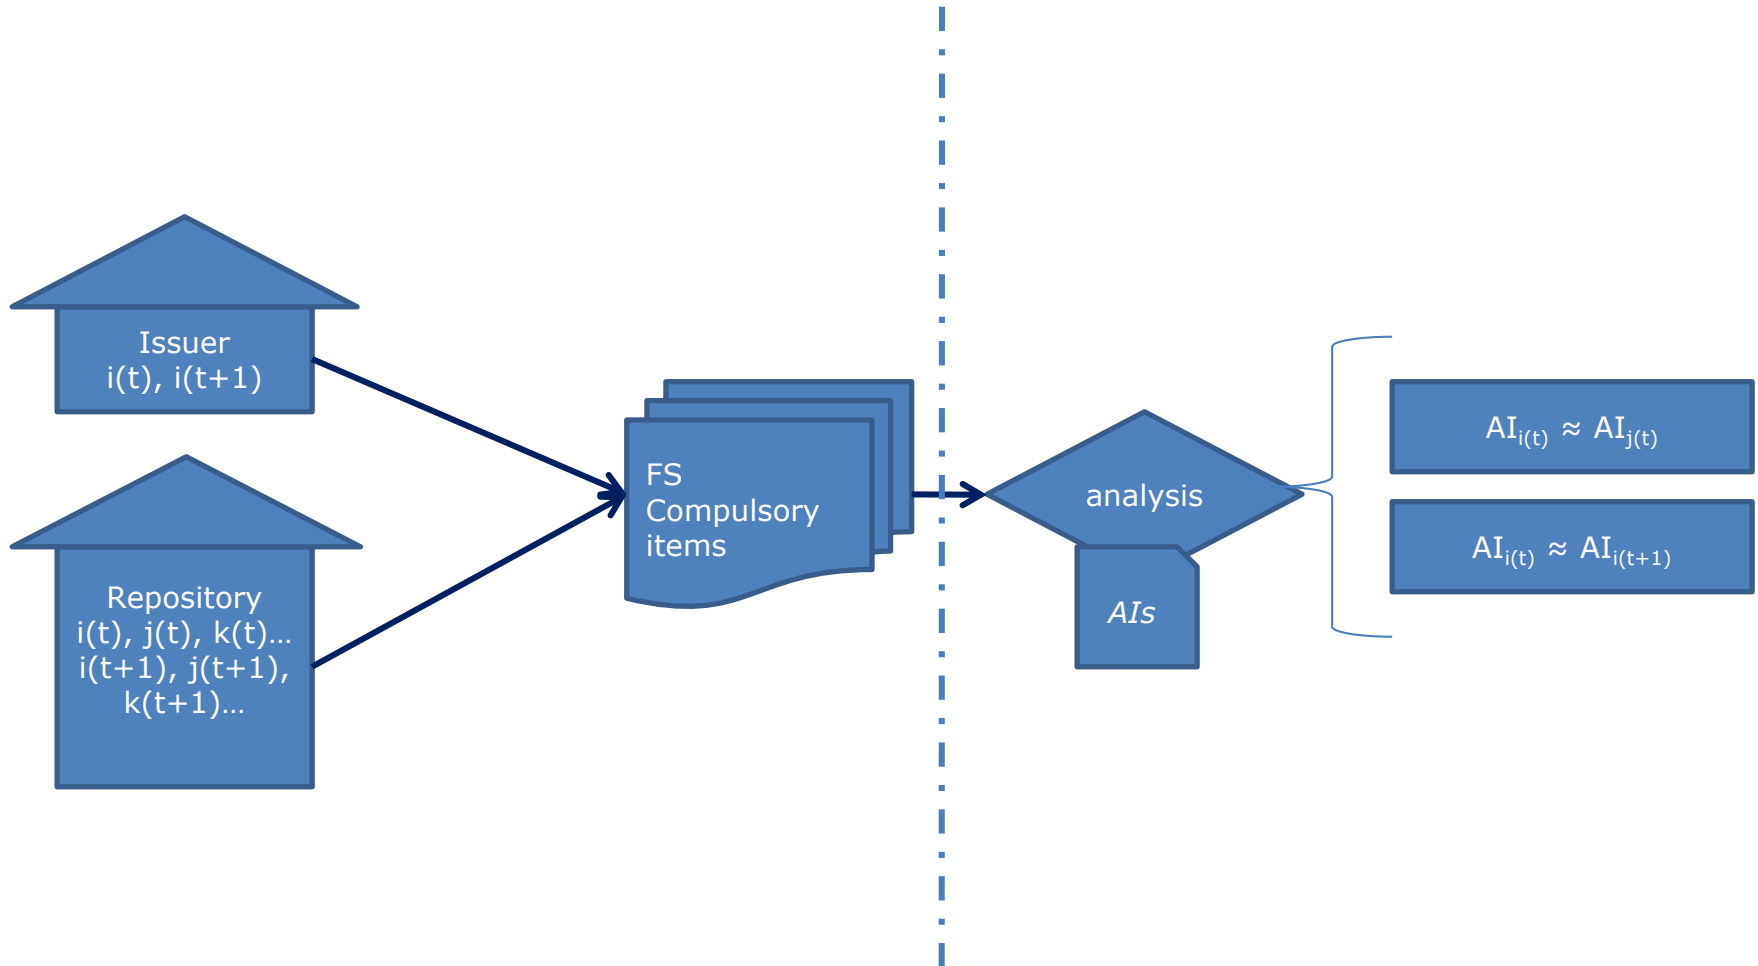 Issuer
i(t), i(t+1)
Repository
i(t), j(t), k(t)…
i(t+1), j(t+1),
k(t+1)…
FS
Compulsory
items
analysis
AIs
AIi(t) ≈ AIj(t)
AIi(t) ≈ AIi(t+1)